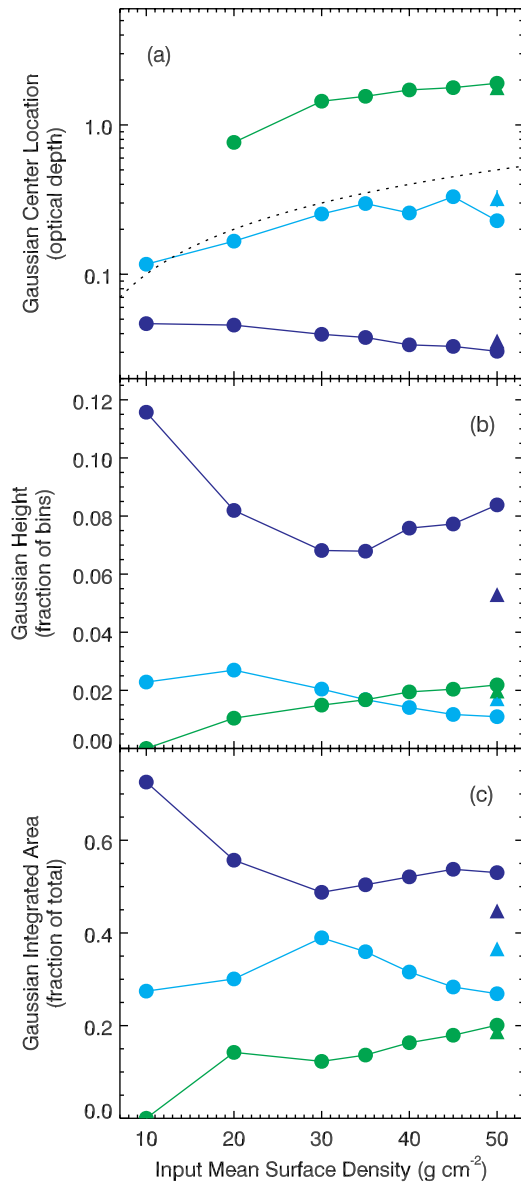 (a)
Gaussian Center Location
(optical depth)
1.0
0.1
(b)
Gaussian Height
(fraction of bins)
0.12
0.10
0.08
0.06
0.04
0.02
0.00
(c)
Gaussian Integrated Area
(fraction of total)
0.6
0.4
0.2
0.0
10 20 30 40 50
Input Mean Surface Density (g cm⁻²)